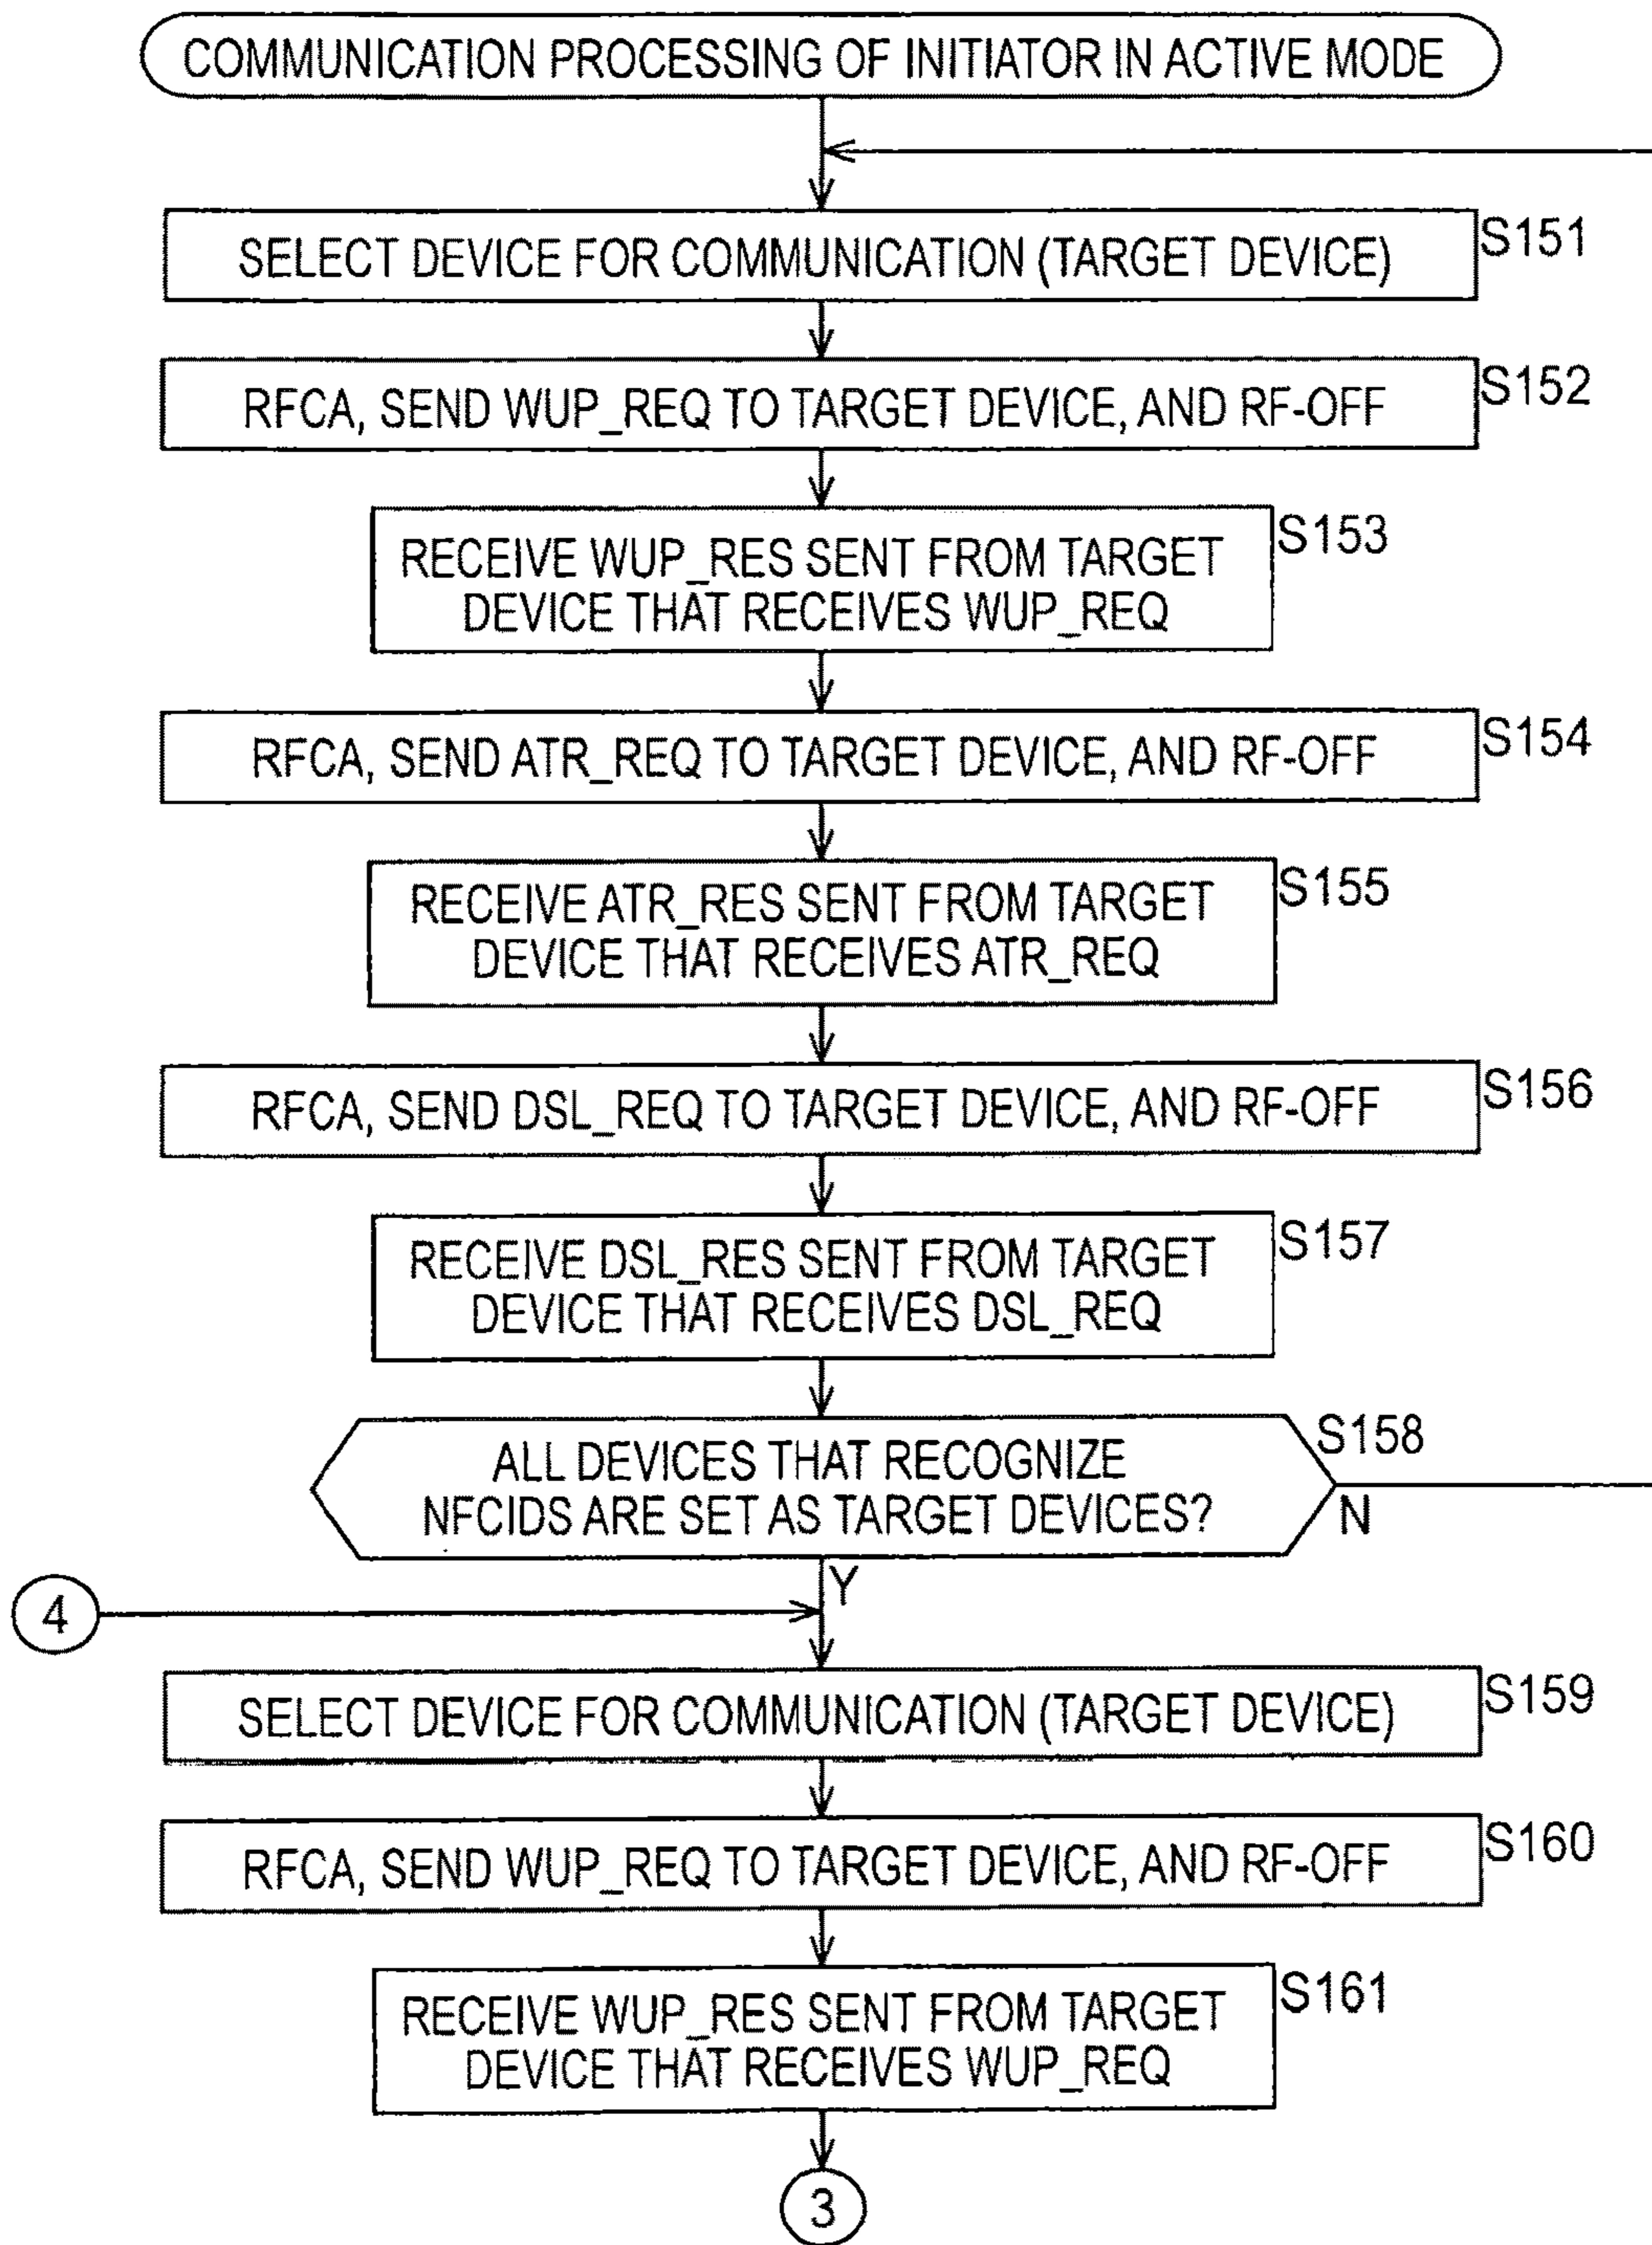 COMMUNICATION PROCESSING OF INITIATOR IN ACTIVE MODE
SELECT DEVICE FOR COMMUNICATION (TARGET DEVICE)
S151
RFCA, SEND WUP_REQ TO TARGET DEVICE, AND RF-OFF
S152
RECEIVE WUP_RES SENT FROM TARGET
DEVICE THAT RECEIVES WUP_REQ
S153
RFCA, SEND ATR_REQ TO TARGET DEVICE, AND RF-OFF
S154
RECEIVE ATR_RES SENT FROM TARGET
DEVICE THAT RECEIVES ATR_REQ
S155
RFCA, SEND DSL_REQ TO TARGET DEVICE, AND RF-OFF
S156
RECEIVE DSL_RES SENT FROM TARGET
DEVICE THAT RECEIVES DSL_REQ
S157
ALL DEVICES THAT RECOGNIZE
NFCIDS ARE SET AS TARGET DEVICES?
S158
N
Y
4
SELECT DEVICE FOR COMMUNICATION (TARGET DEVICE)
S159
RFCA, SEND WUP_REQ TO TARGET DEVICE, AND RF-OFF
S160
RECEIVE WUP_RES SENT FROM TARGET
DEVICE THAT RECEIVES WUP_REQ
S161
3